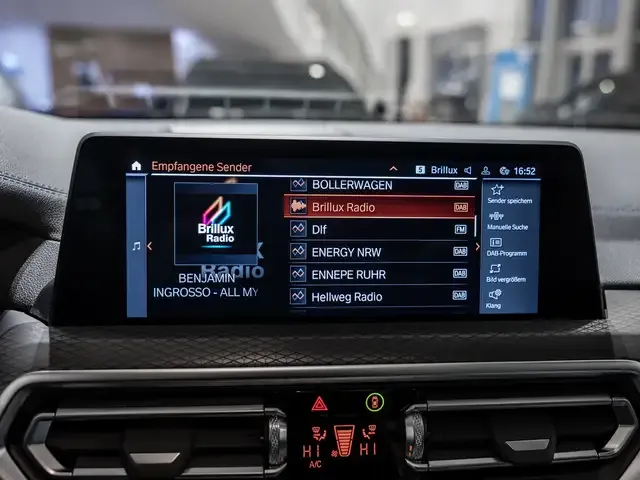 Empfangene Sender
5 Brillux 16:52
BOLLERWAGEN DAB
Brillux Radio DAB
Dlf FM
ENERGY NRW DAB
ENNEPE RUHR DAB
Hellweg Radio DAB
Brillux
Radio
Radio
BENJAMIN
INGROSSO - ALL MY
Sender speichern
Manuelle Suche
DAB-Programm
Bild vergrößern
Klang
HI HI
A/C